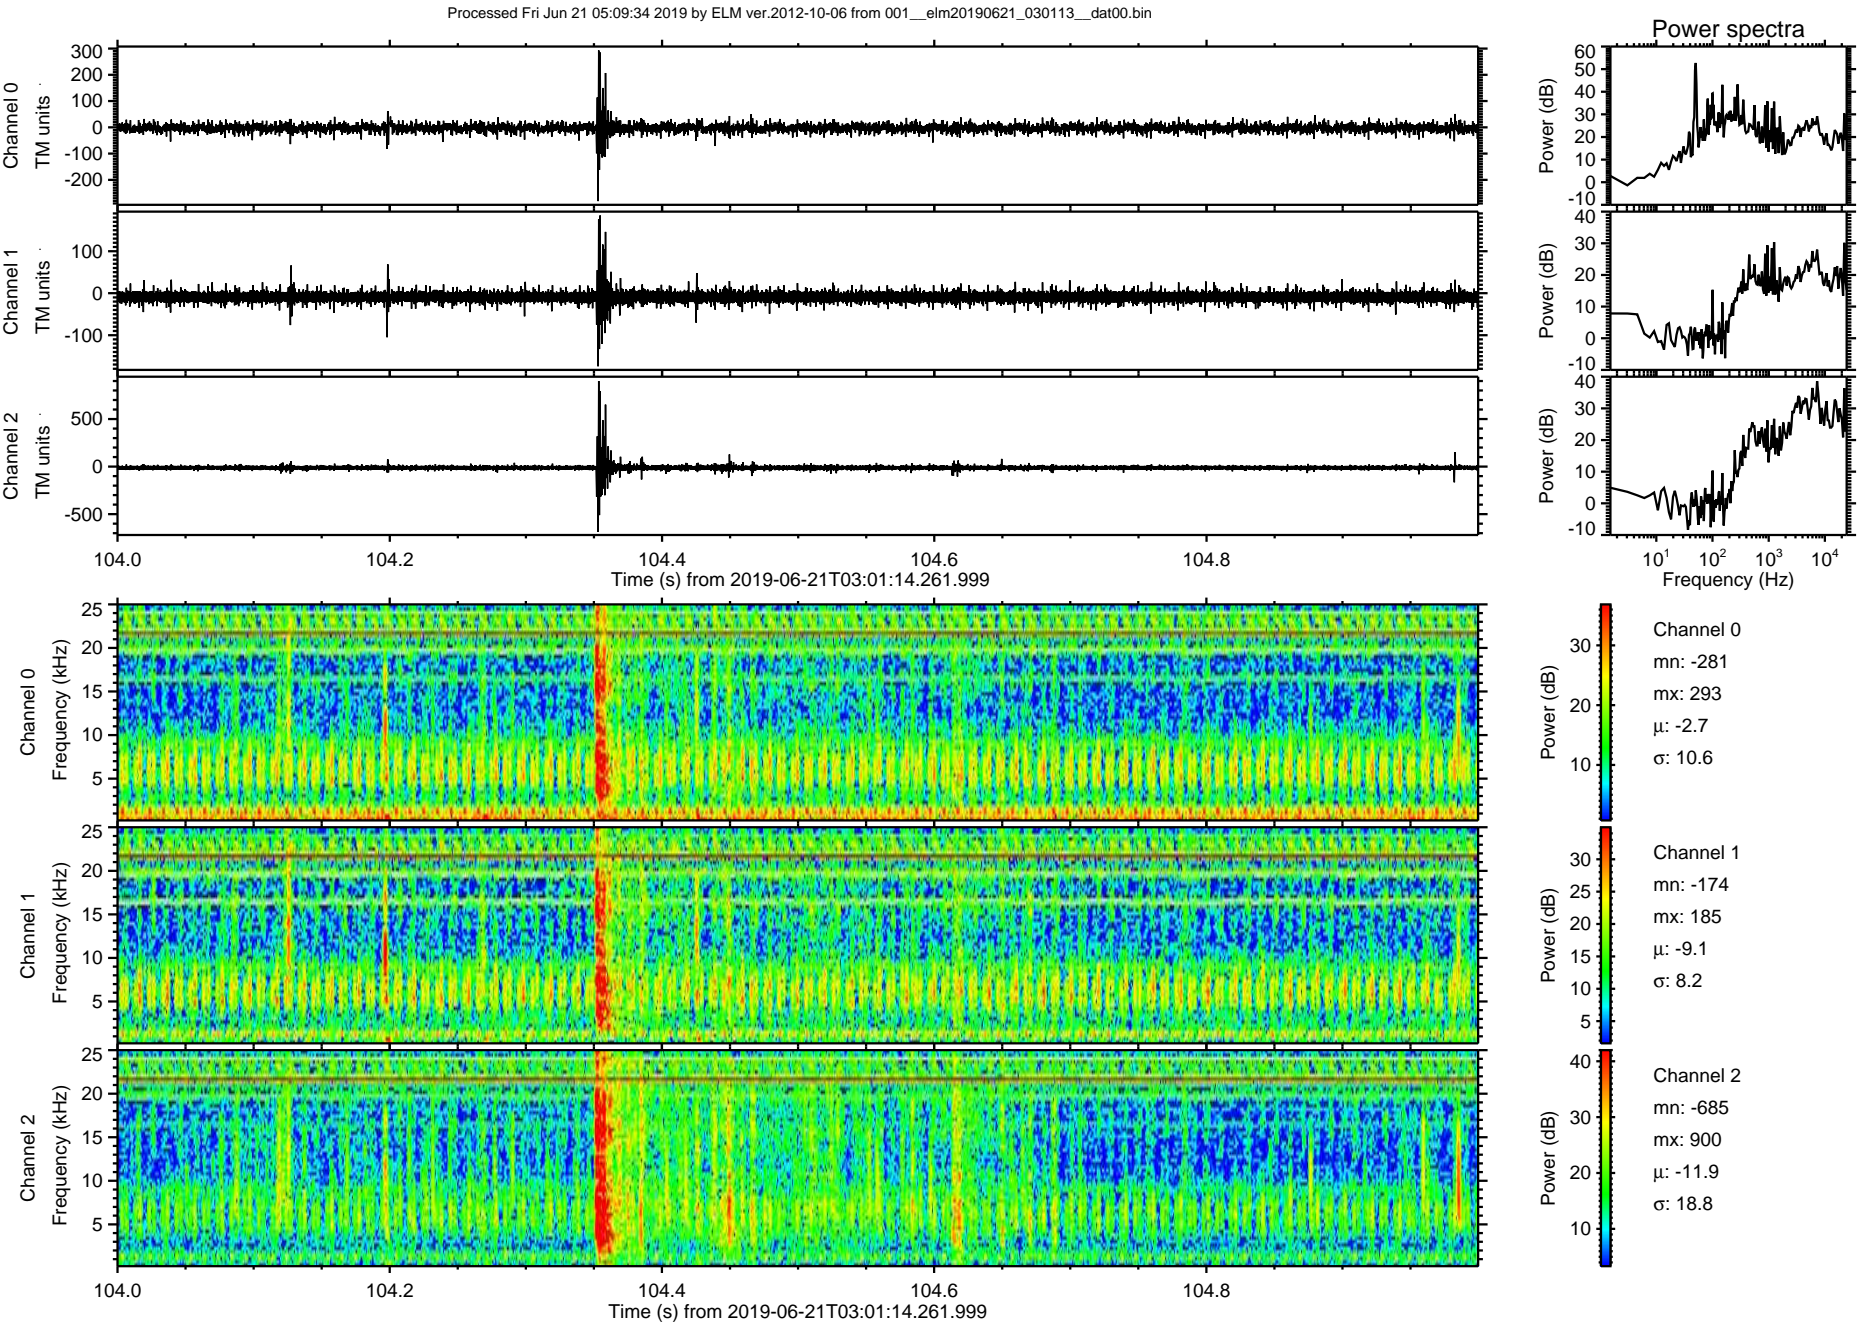 Processed Fri Jun 21 05:09:34 2019 by ELM ver.2012-10-06 from 001__elm20190621_030113__dat00.bin
Power spectra
Channel 0
TM units
300
200
100
0
-100
-200
Power (dB)
60
50
40
30
20
10
0
-10
Channel 1
TM units
100
0
-100
Power (dB)
40
30
20
10
0
-10
Channel 2
TM units
500
0
-500
Power (dB)
40
30
20
10
0
-10
104.0 104.2 104.4 104.6 104.8
Time (s) from 2019-06-21T03:01:14.261.999
10¹ 10² 10³ 10⁴
Frequency (Hz)
Channel 0
Frequency (kHz)
25
20
15
10
5
Power (dB)
30
20
10
Channel 0
mn: -281
mx: 293
μ: -2.7
σ: 10.6
Channel 1
Frequency (kHz)
25
20
15
10
5
Power (dB)
30
25
20
15
10
5
Channel 1
mn: -174
mx: 185
μ: -9.1
σ: 8.2
Channel 2
Frequency (kHz)
25
20
15
10
5
Power (dB)
40
30
20
10
Channel 2
mn: -685
mx: 900
μ: -11.9
σ: 18.8
104.0 104.2 104.4 104.6 104.8
Time (s) from 2019-06-21T03:01:14.261.999